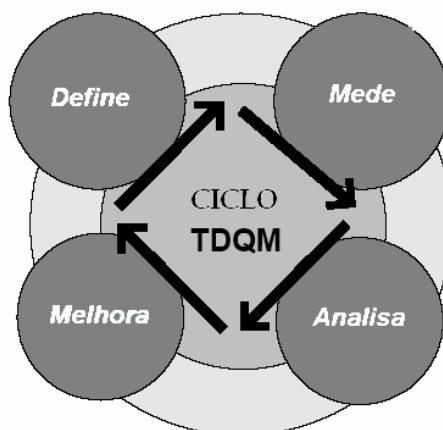 Define
Mede
CICLO
TDQM
Melhora
Analisa